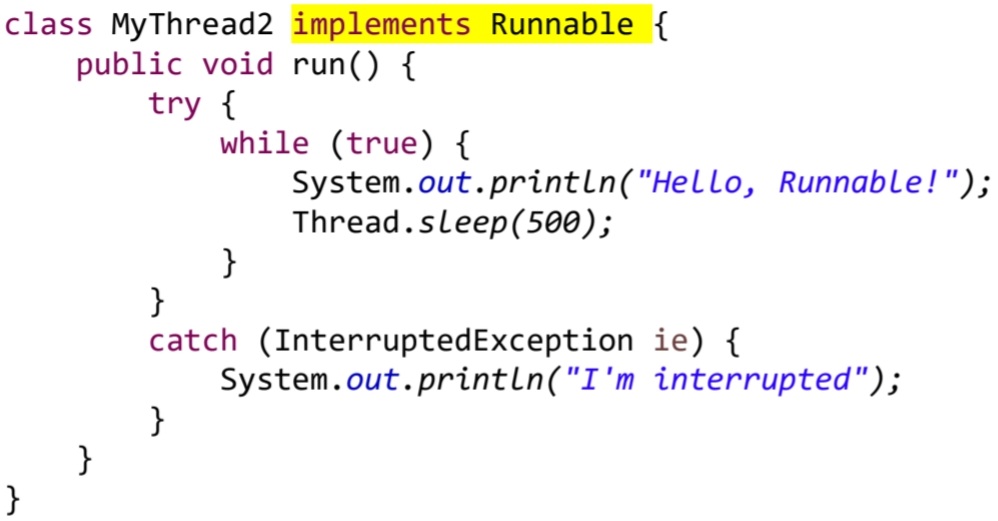 class MyThread2 implements Runnable {
    public void run() {
        try {
            while (true) {
                System.out.println("Hello, Runnable!");
                Thread.sleep(500);
            }
        }
        catch (InterruptedException ie) {
            System.out.println("I'm interrupted");
        }
    }
}